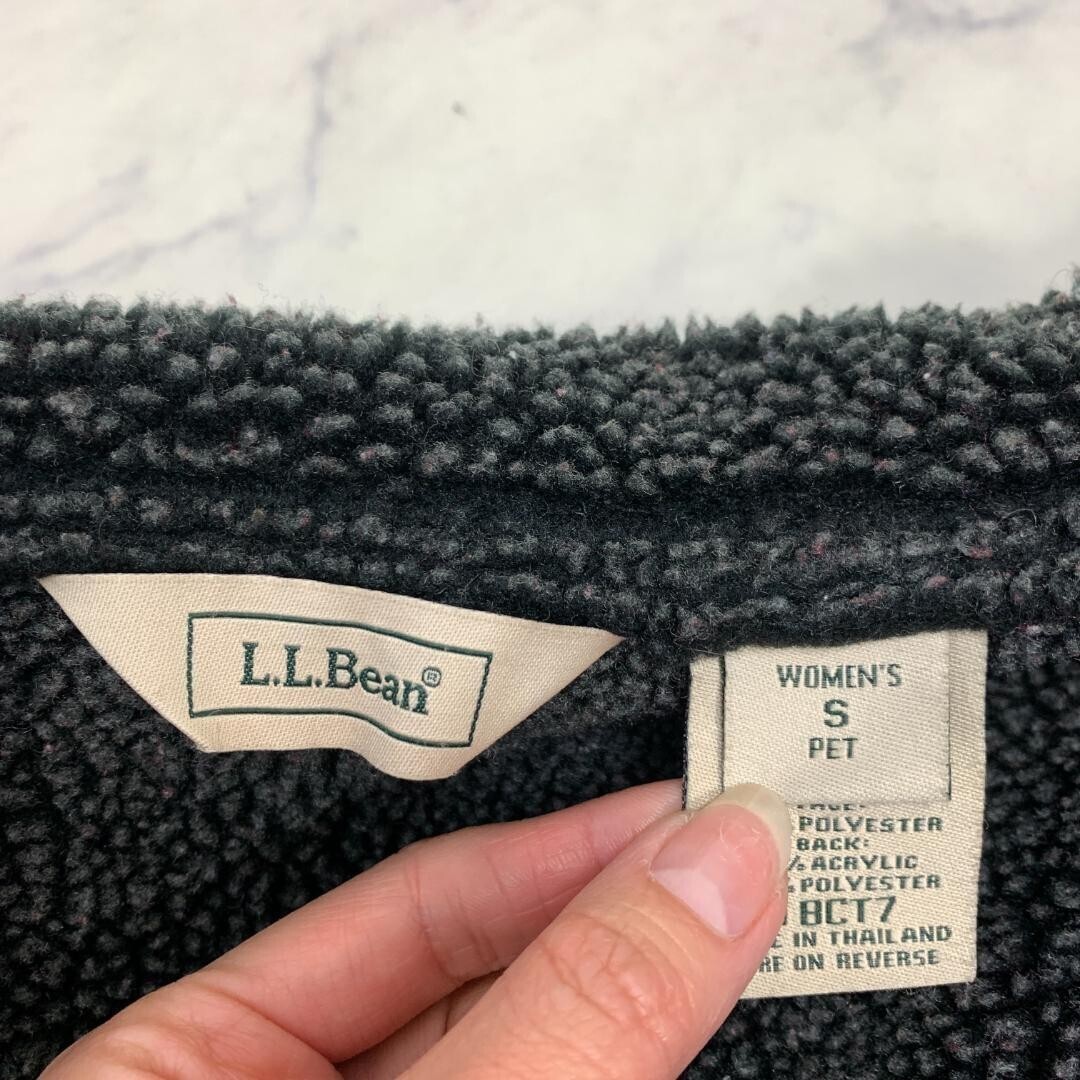 L.L.Bean®
WOMEN'S
S
PET
POLYESTER
BACK:
% ACRYLIC
% POLYESTER
BCT7
IN THAILAND
ON REVERSE